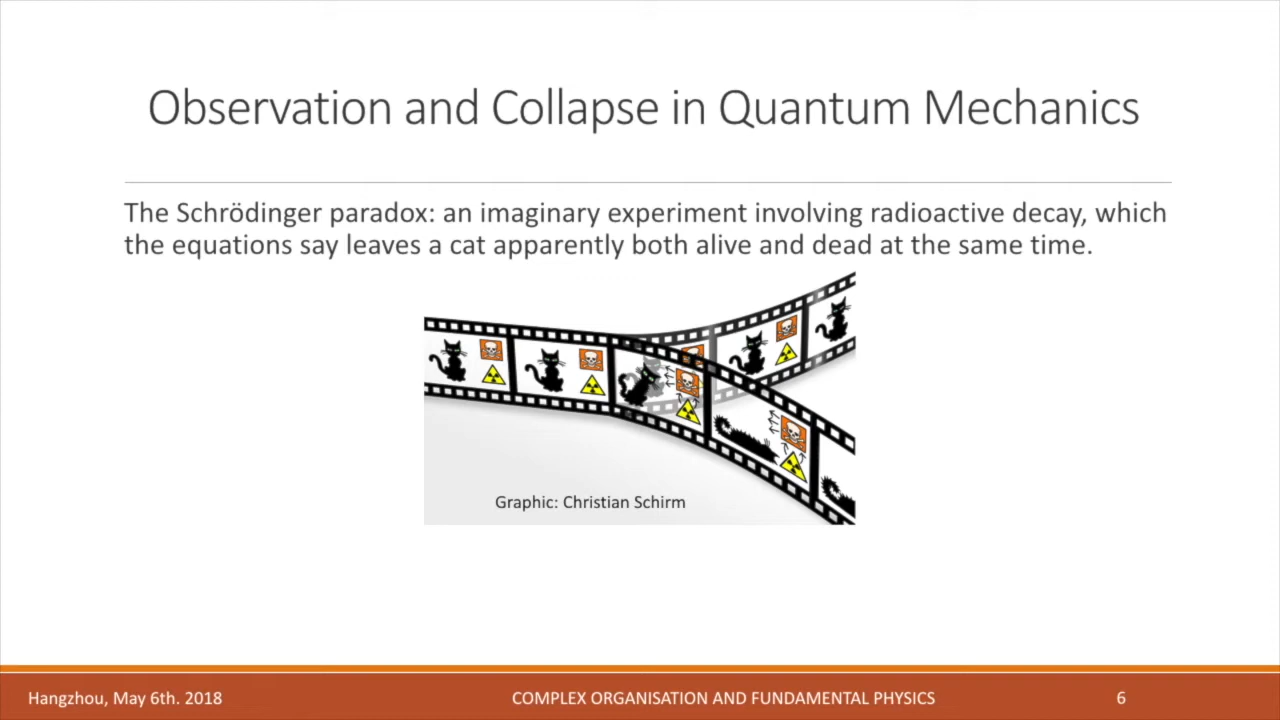 Observation and Collapse in Quantum Mechanics
The Schrödinger paradox: an imaginary experiment involving radioactive decay, which
the equations say leaves a cat apparently both alive and dead at the same time.
Graphic: Christian Schirm
Hangzhou, May 6th. 2018
COMPLEX ORGANISATION AND FUNDAMENTAL PHYSICS
6